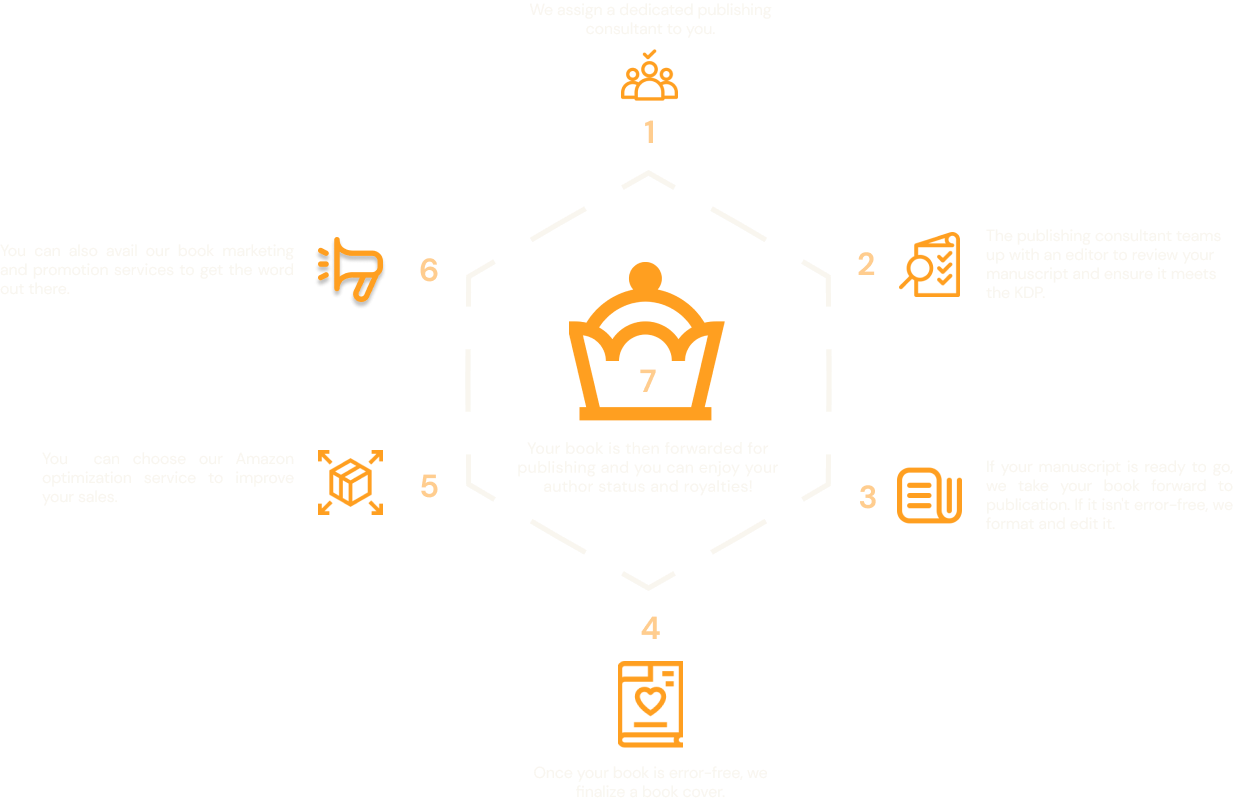 We assign a dedicated publishing
consultant to you.
1
2
The publishing consultant teams
up with an editor to review your
manuscript and ensure it meets
the KDP.
3
If your manuscript is ready to go,
we take your book forward to
publication. If it isn't error-free, we
format and edit it.
4
Once your book is error-free, we
finalize a book cover.
5
You can choose our Amazon
optimization service to improve
your sales.
6
You can also avail our book marketing
and promotion services to get the word
out there.
7
Your book is then forwarded for
publishing and you can enjoy your
author status and royalties!